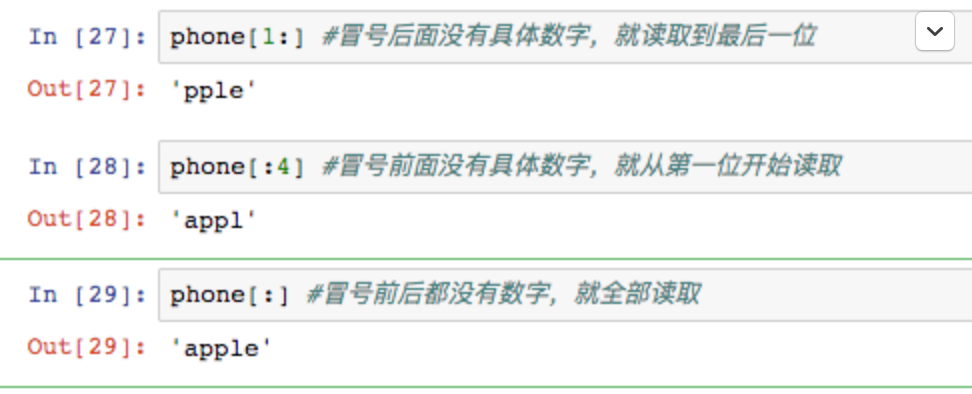 In [27]: phone[1:] #冒号后面没有具体数字，就读取到最后一位
Out[27]: 'pple'
In [28]: phone[:4] #冒号前面没有具体数字，就从第一位开始读取
Out[28]: 'appl'
In [29]: phone[:] #冒号前后都没有数字，就全部读取
Out[29]: 'apple'